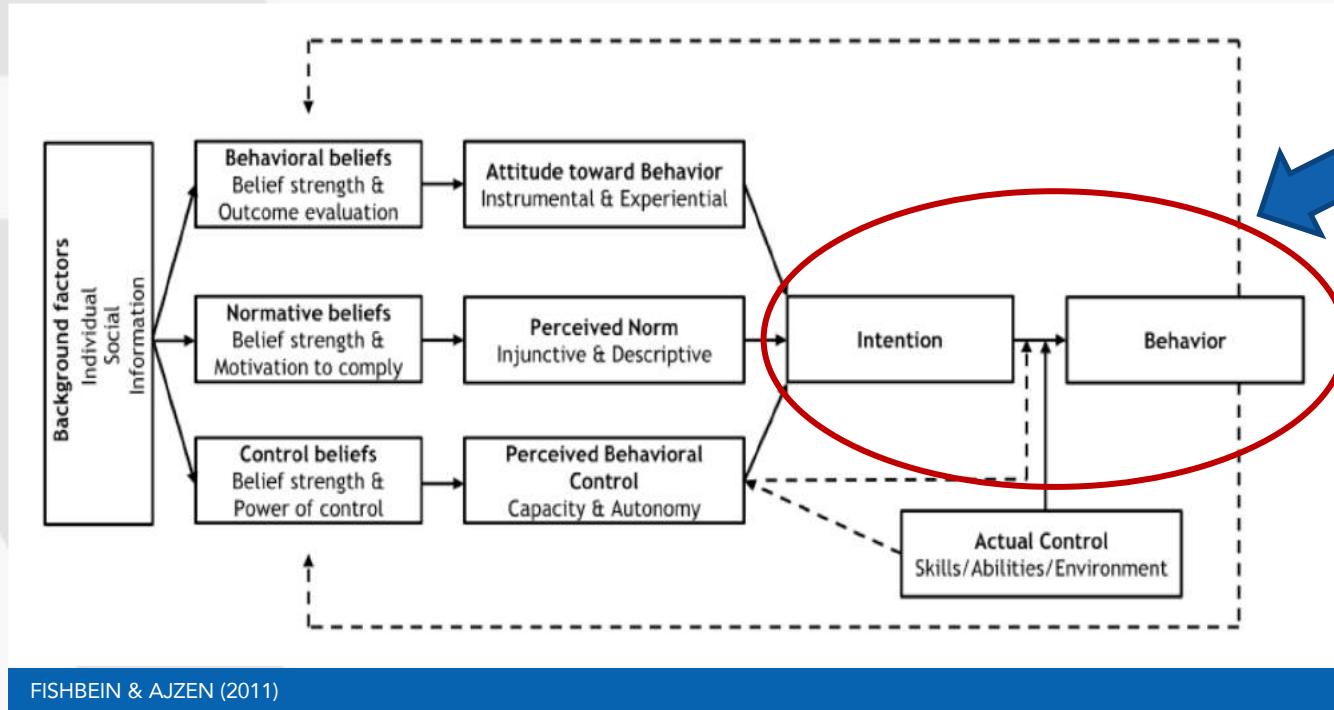 Background factors
Individual
Social
Information
Behavioral beliefs
Belief strength &
Outcome evaluation
Attitude toward Behavior
Instrumental & Experiential
Normative beliefs
Belief strength &
Motivation to comply
Perceived Norm
Injunctive & Descriptive
Intention
Behavior
Control beliefs
Belief strength &
Power of control
Perceived Behavioral
Control
Capacity & Autonomy
Actual Control
Skills/Abilities/Environment
FISHBEIN & AJZEN (2011)